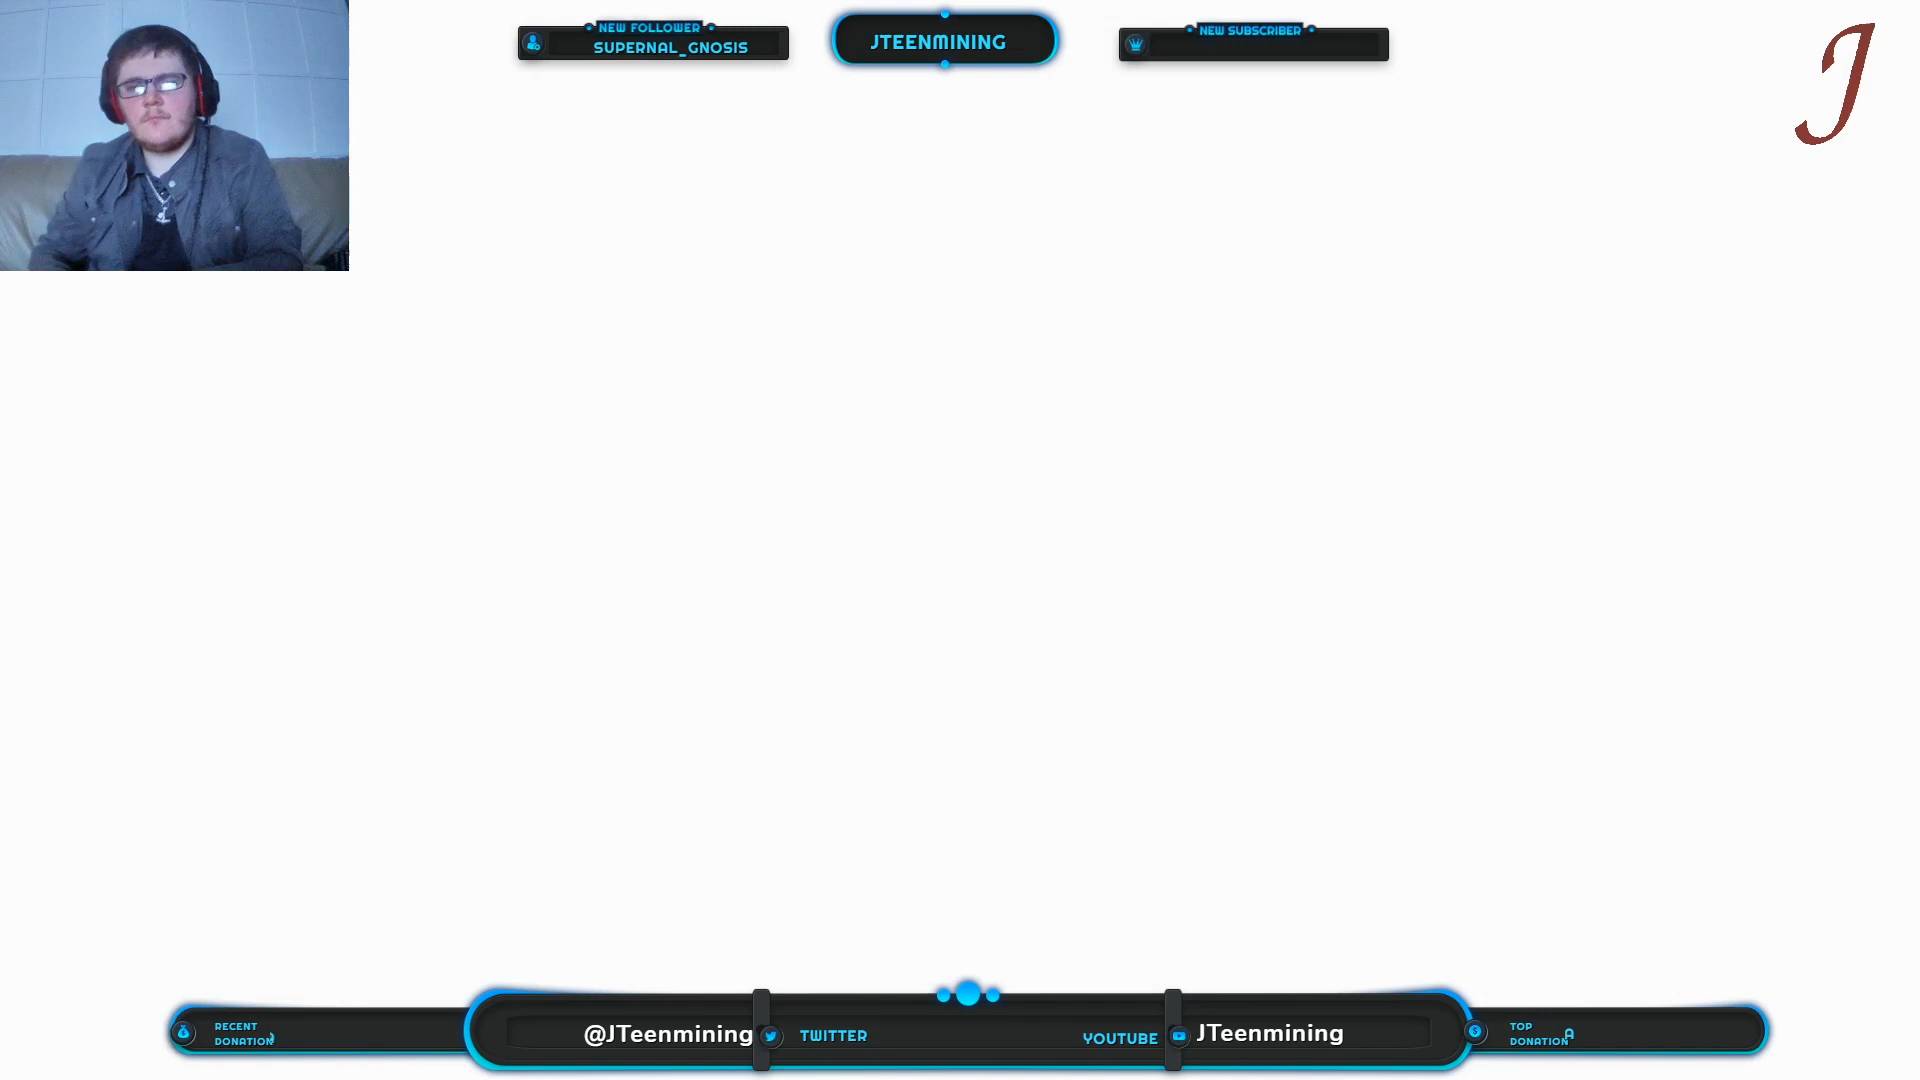 NEW FOLLOWER
SUPERNAL_GNOSIS
JTEENMINING
NEW SUBSCRIBER
J
RECENT
DONATION
@JTeenmining
TWITTER
YOUTUBE
JTeenmining
TOP
DONATION
A